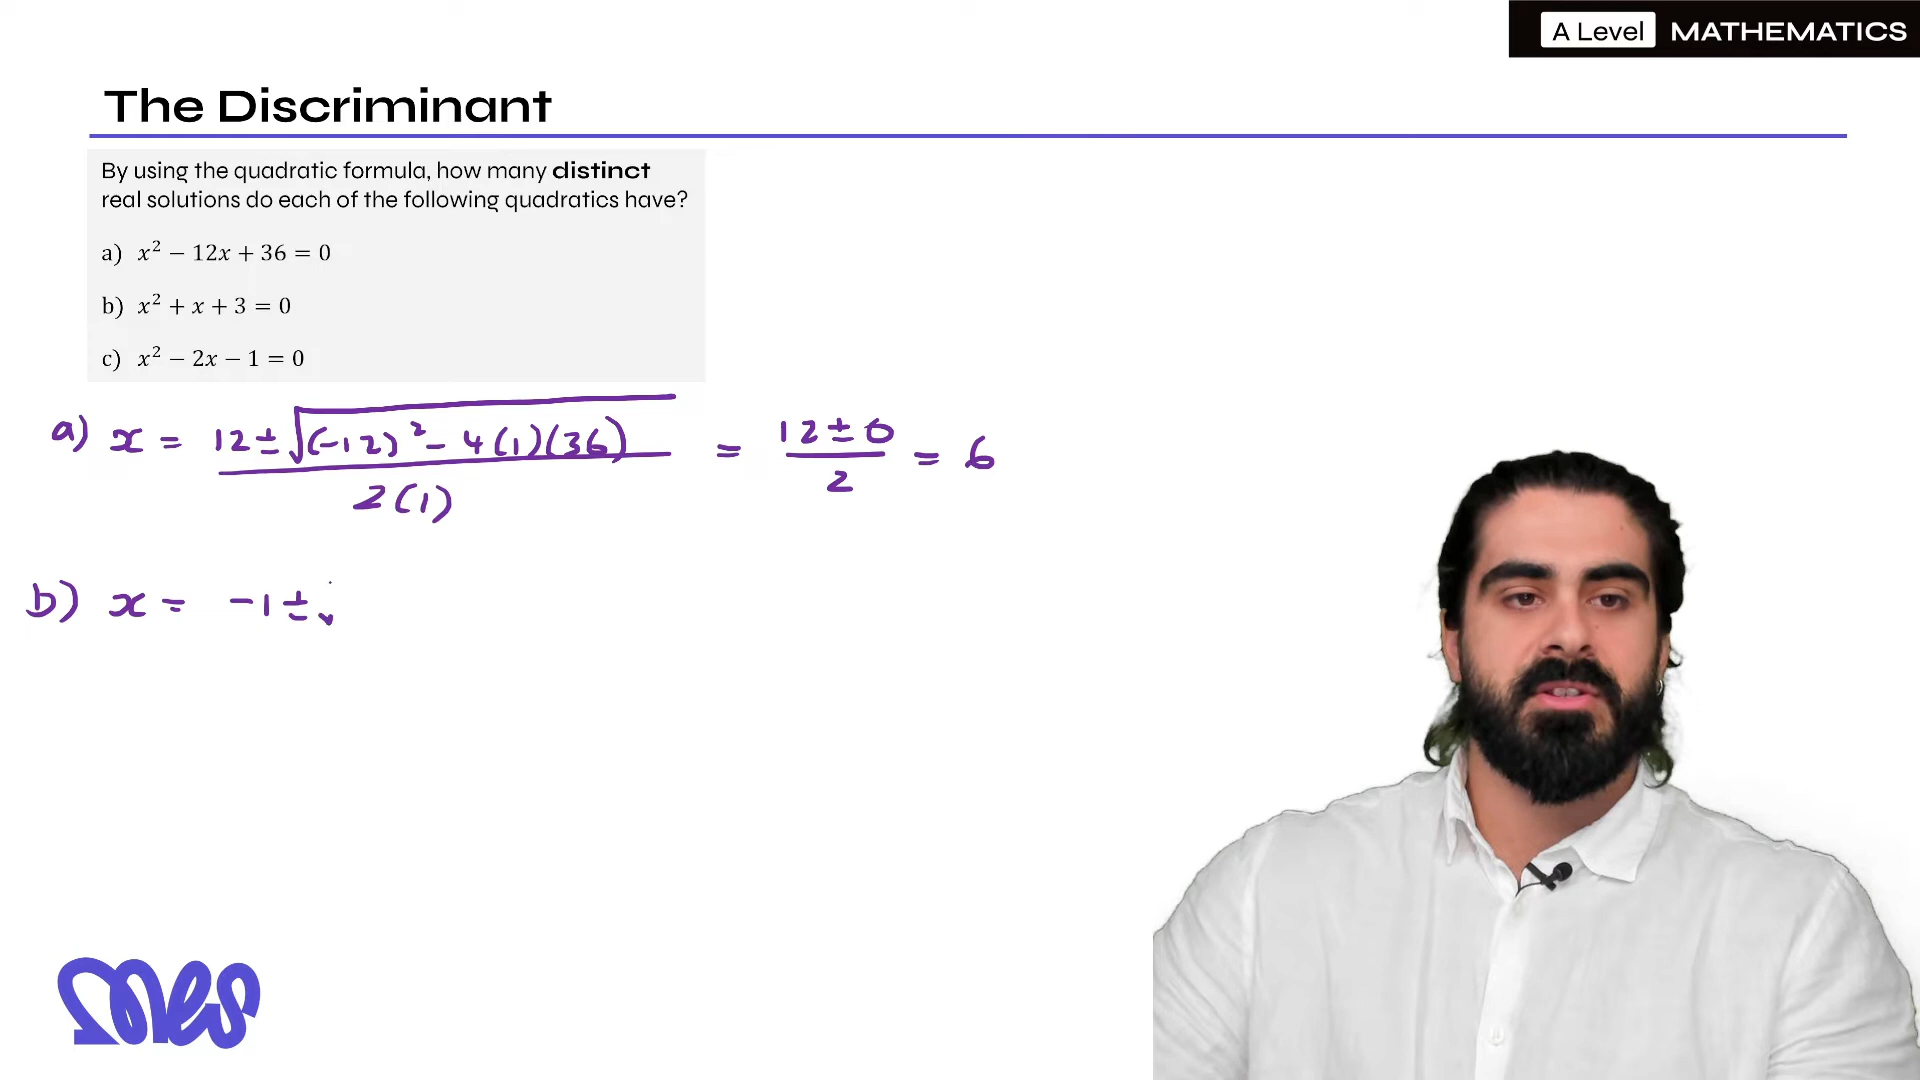 A Level MATHEMATICS
The Discriminant
By using the quadratic formula, how many distinct
real solutions do each of the following quadratics have?
a) x² − 12x + 36 = 0
b) x² + x + 3 = 0
c) x² − 2x − 1 = 0
a) x = 12 ± √(-12)² - 4(1)(36) / 2(1) = 12 ± 0 / 2 = 6
b) x = -1 ±
mes